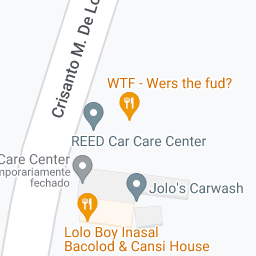 Crisanto M. De Lo
WTF - Wers the fud?
REED Car Care Center
Care Center
mporariamente
fechado
Jolo's Carwash
Lolo Boy Inasal
Bacolod & Cansi House